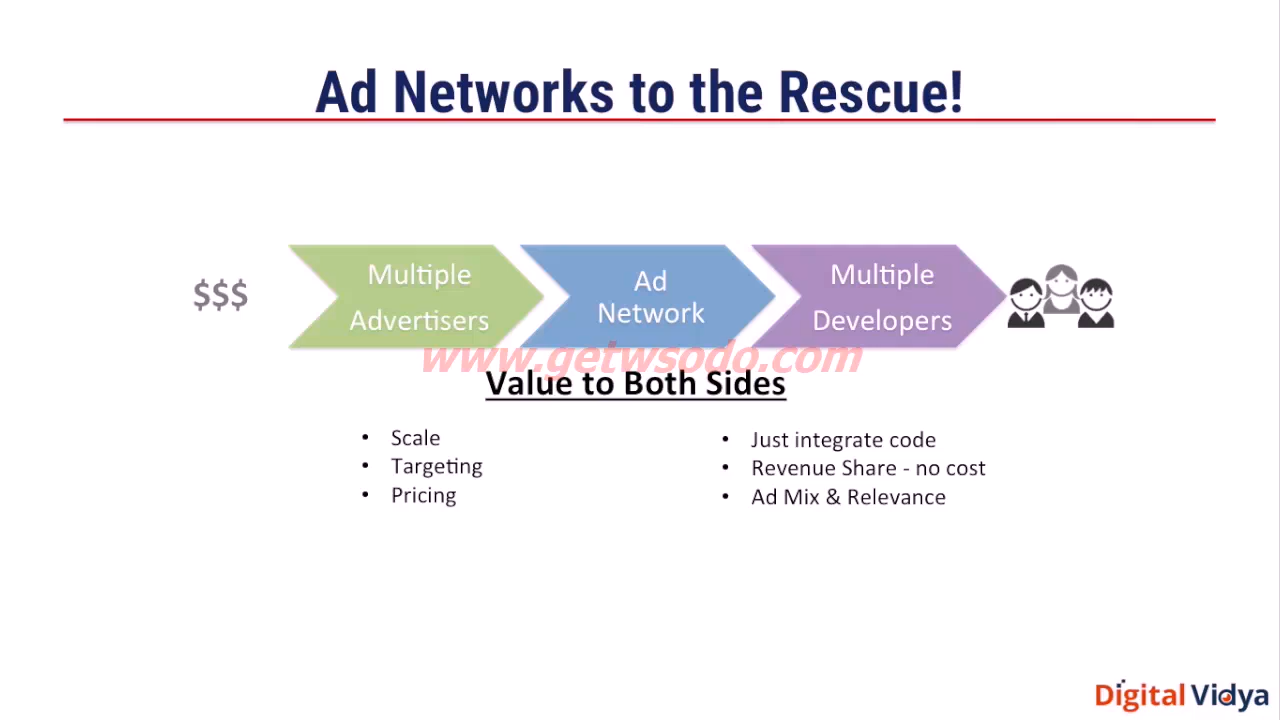 Ad Networks to the Rescue!
$$$
Multiple
Advertisers
Ad
Network
Multiple
Developers
www.getwsodo.com
Value to Both Sides
• Scale
• Targeting
• Pricing
• Just integrate code
• Revenue Share - no cost
• Ad Mix & Relevance
Digital Vidya